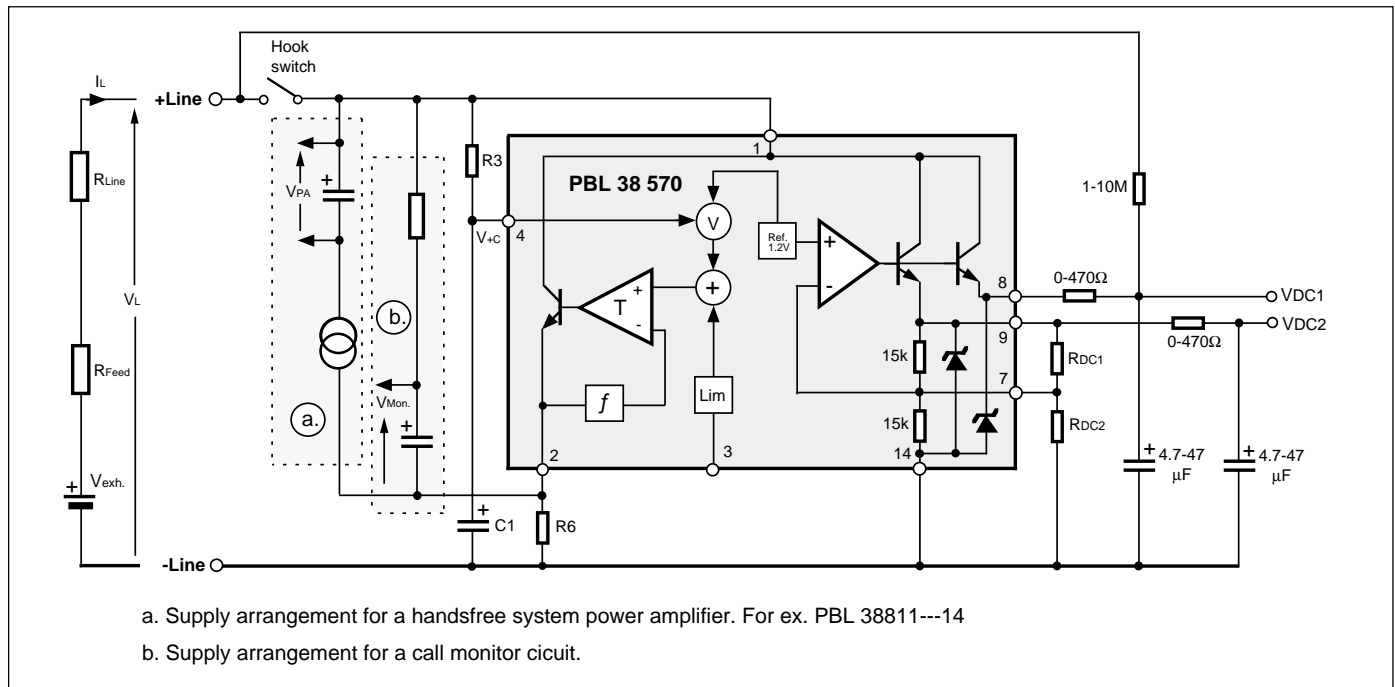 Hook
switch
IL
+Line
RLine
VL
RFeed
Vexh.
-Line
VPA
+
a.
b.
VMon.
+
R3
V+C
4
C1
+
R6
1
PBL 38 570
V
+
T
+
-
f
Lim
2
3
Ref.
1.2V
+
-
15k
15k
8
9
7
14
0-470Ω
0-470Ω
1-10M
VDC1
VDC2
RDC1
RDC2
+ 4.7-47
µF
+ 4.7-47
µF
+
a. Supply arrangement for a handsfree system power amplifier. For ex. PBL 38811---14
b. Supply arrangement for a call monitor cicuit.